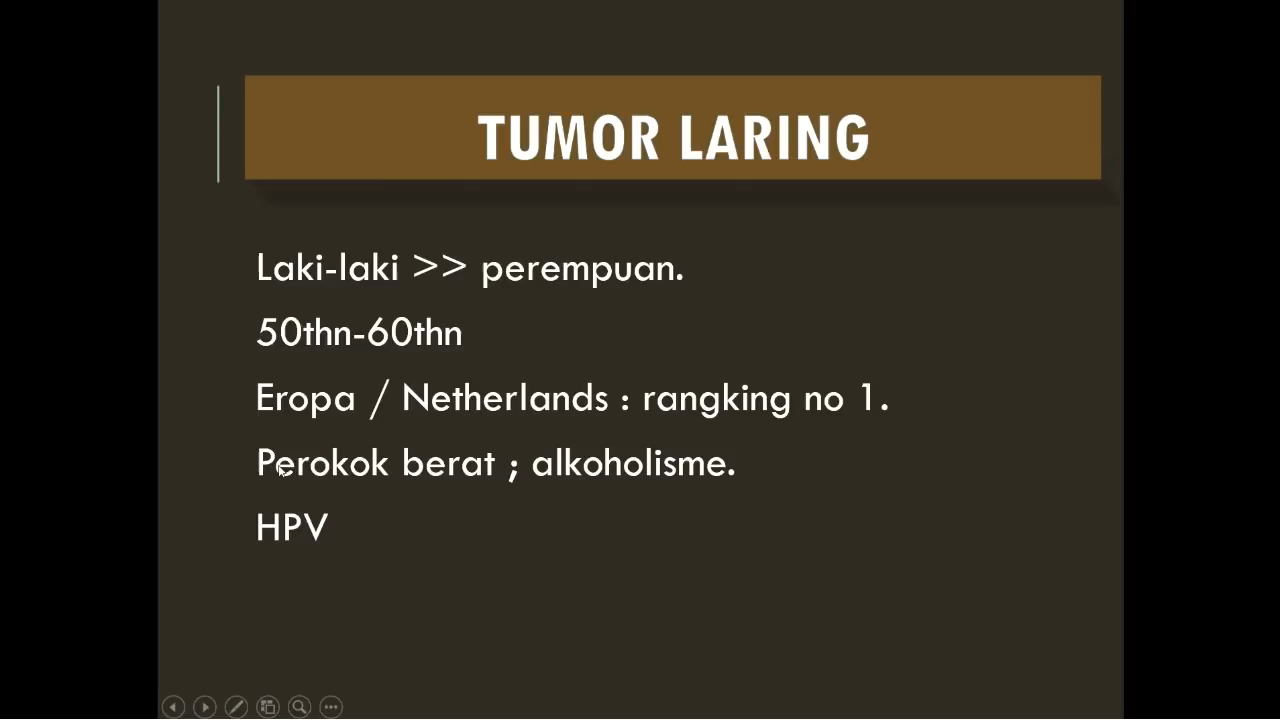 TUMOR LARING
Laki-laki >> perempuan.
50thn-60thn
Eropa / Netherlands : rangking no 1.
Perokok berat ; alkoholisme.
HPV